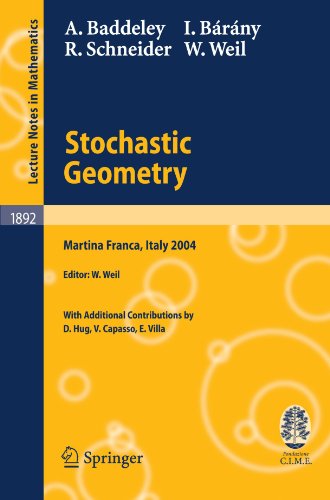 A. Baddeley I. Bárány
R. Schneider W. Weil
Lecture Notes in Mathematics
1892
Stochastic
Geometry
Martina Franca, Italy 2004
Editor: W. Weil
With Additional Contributions by
D. Hug, V. Capasso, E. Villa
Springer
Fondazione
C.I.M.E.